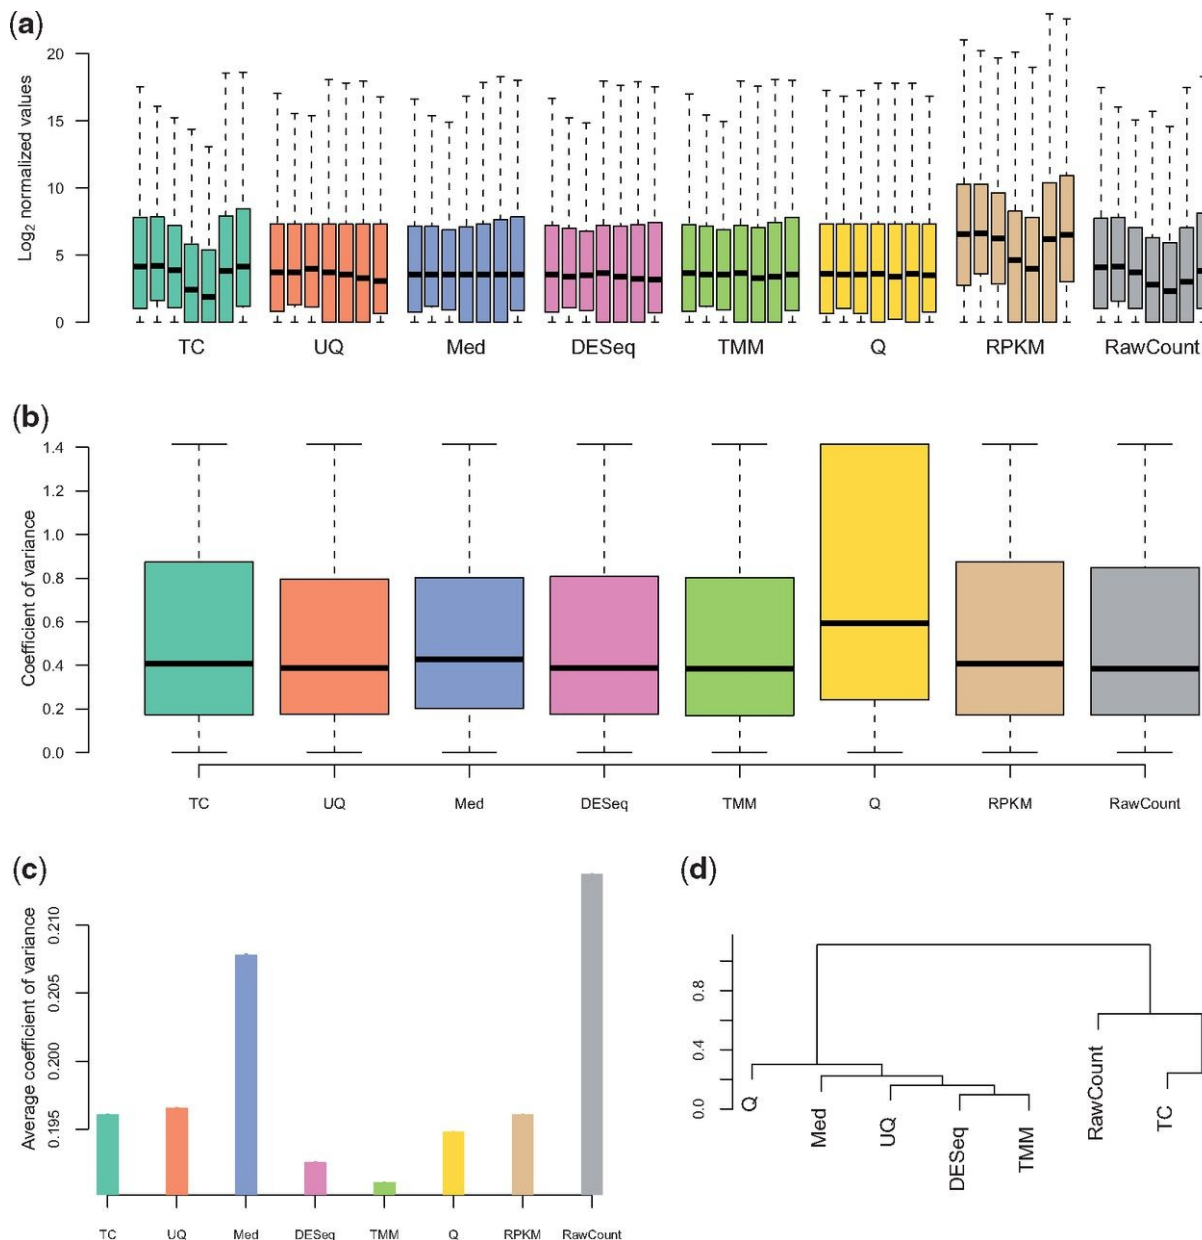 (a)
Log2 normalized values
20
15
10
5
0
TC UQ Med DESeq TMM Q RPKM RawCount
(b)
Coefficient of variance
1.4
1.2
1.0
0.8
0.6
0.4
0.2
0.0
TC UQ Med DESeq TMM Q RPKM RawCount
(c)
Average coefficient of variance
0.210
0.205
0.200
0.195
TC UQ Med DESeq TMM Q RPKM RawCount
(d)
0.8
0.4
0.0
Q
Med
UQ
DESeq
TMM
RawCount
TC